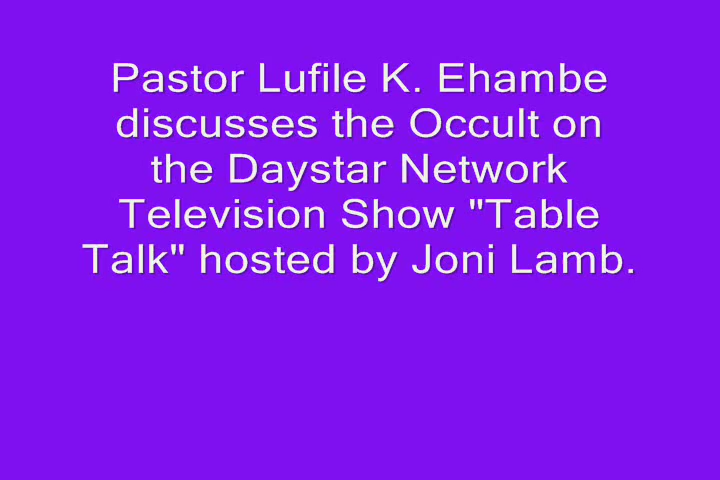 Pastor Lufile K. Ehambe
discusses the Occult on
the Daystar Network
Television Show "Table
Talk" hosted by Joni Lamb.